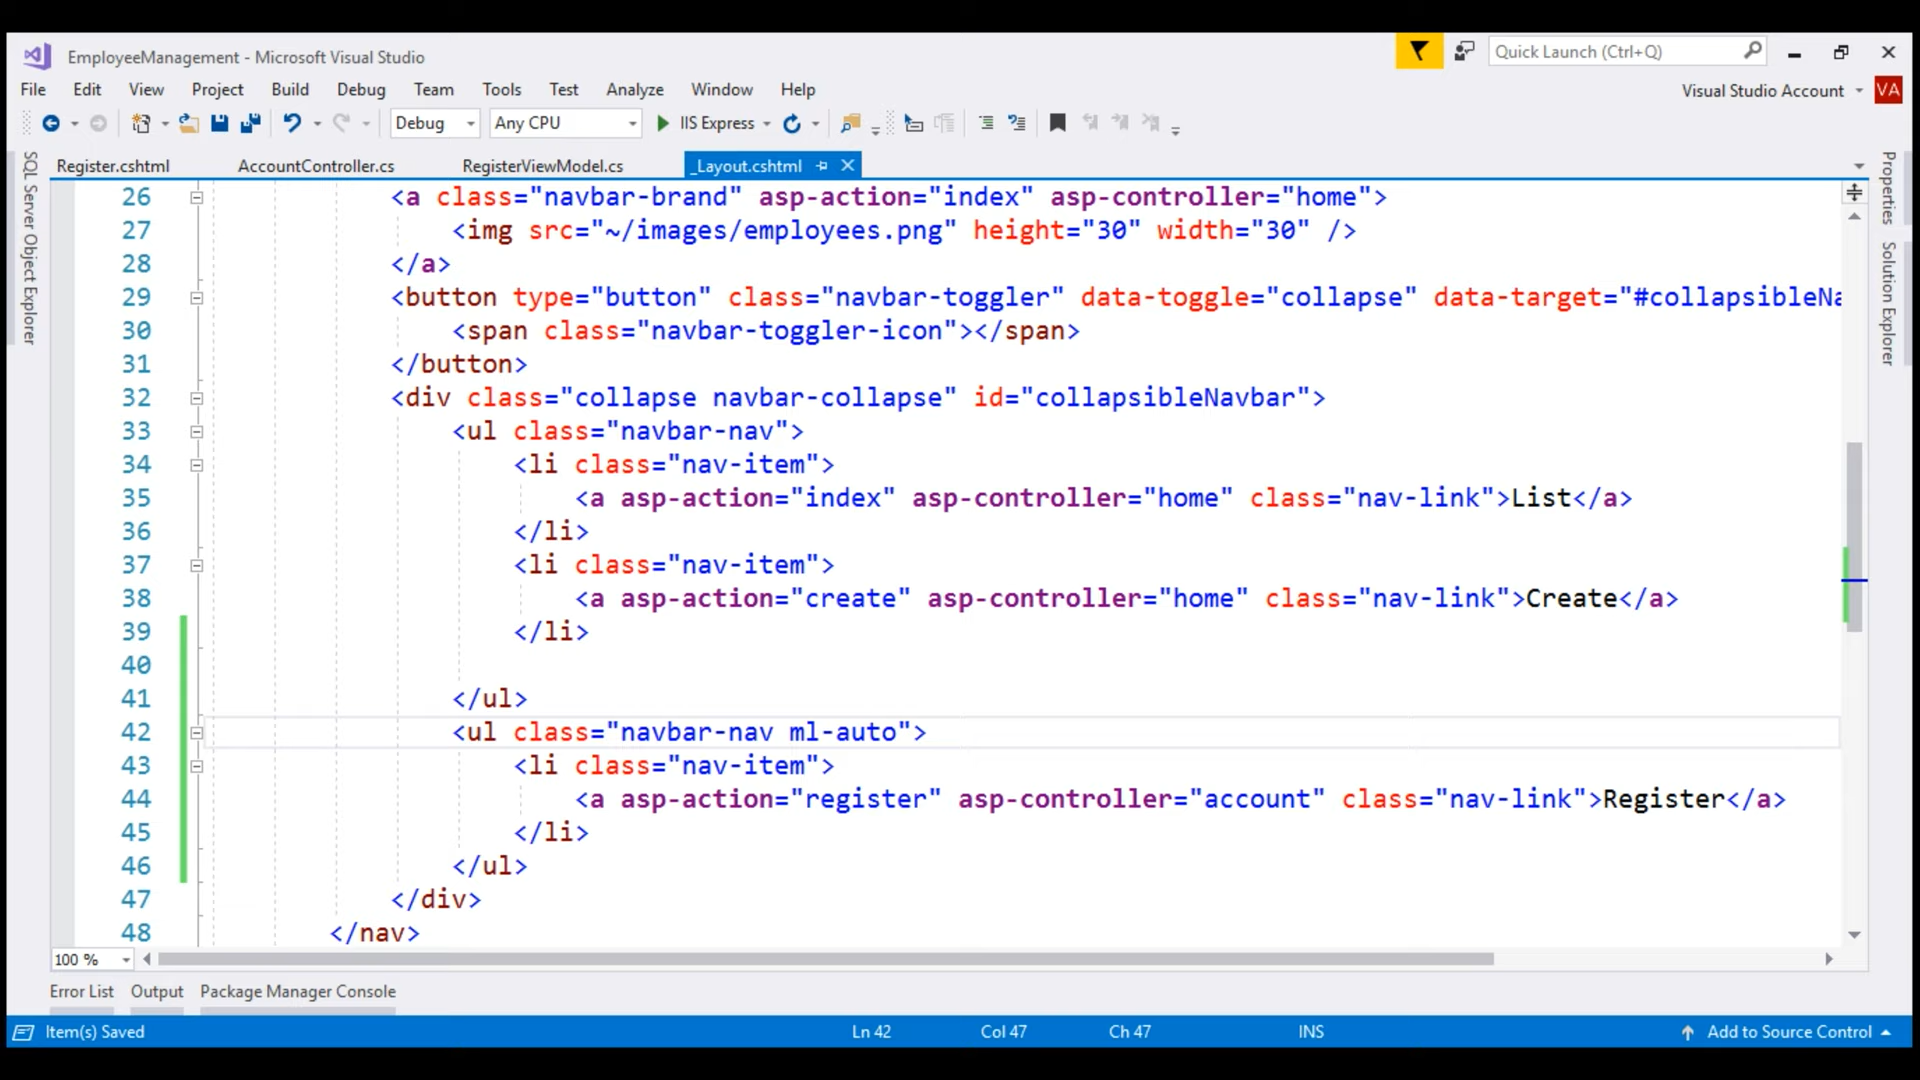 EmployeeManagement - Microsoft Visual Studio
Quick Launch (Ctrl+Q)
File Edit View Project Build Debug Team Tools Test Analyze Window Help
Visual Studio Account VA
Debug Any CPU IIS Express
SQL Server Object Explorer
Register.cshtml AccountController.cs RegisterViewModel.cs _Layout.cshtml
Properties
Solution Explorer
26 <a class="navbar-brand" asp-action="index" asp-controller="home">
27 <img src="~/images/employees.png" height="30" width="30" />
28 </a>
29 <button type="button" class="navbar-toggler" data-toggle="collapse" data-target="#collapsibleNa
30 <span class="navbar-toggler-icon"></span>
31 </button>
32 <div class="collapse navbar-collapse" id="collapsibleNavbar">
33 <ul class="navbar-nav">
34 <li class="nav-item">
35 <a asp-action="index" asp-controller="home" class="nav-link">List</a>
36 </li>
37 <li class="nav-item">
38 <a asp-action="create" asp-controller="home" class="nav-link">Create</a>
39 </li>
40
41 </ul>
42 <ul class="navbar-nav ml-auto">
43 <li class="nav-item">
44 <a asp-action="register" asp-controller="account" class="nav-link">Register</a>
45 </li>
46 </ul>
47 </div>
48 </nav>
100 %
Error List Output Package Manager Console
Item(s) Saved Ln 42 Col 47 Ch 47 INS Add to Source Control